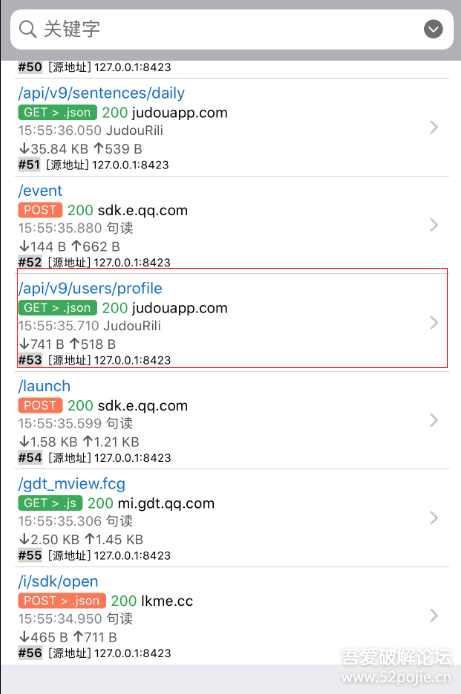 关键字
#50 [源地址] 127.0.0.1:8423
/api/v9/sentences/daily
GET > .json 200 judouapp.com
15:55:36.050 JudouRili
↓35.84 KB ↑539 B
#51 [源地址] 127.0.0.1:8423
/event
POST 200 sdk.e.qq.com
15:55:35.880 句读
↓144 B ↑662 B
#52 [源地址] 127.0.0.1:8423
/api/v9/users/profile
GET > .json 200 judouapp.com
15:55:35.710 JudouRili
↓741 B ↑518 B
#53 [源地址] 127.0.0.1:8423
/launch
POST 200 sdk.e.qq.com
15:55:35.599 句读
↓1.58 KB ↑1.21 KB
#54 [源地址] 127.0.0.1:8423
/gdt_mview.fcg
GET > .js 200 mi.gdt.qq.com
15:55:35.306 句读
↓2.50 KB ↑1.45 KB
#55 [源地址] 127.0.0.1:8423
/i/sdk/open
POST > .json 200 lkme.cc
15:55:34.950 句读
↓465 B ↑711 B
#56 [源地址] 127.0.0.1:8423
吾爱破解论坛
www.52pojie.cn